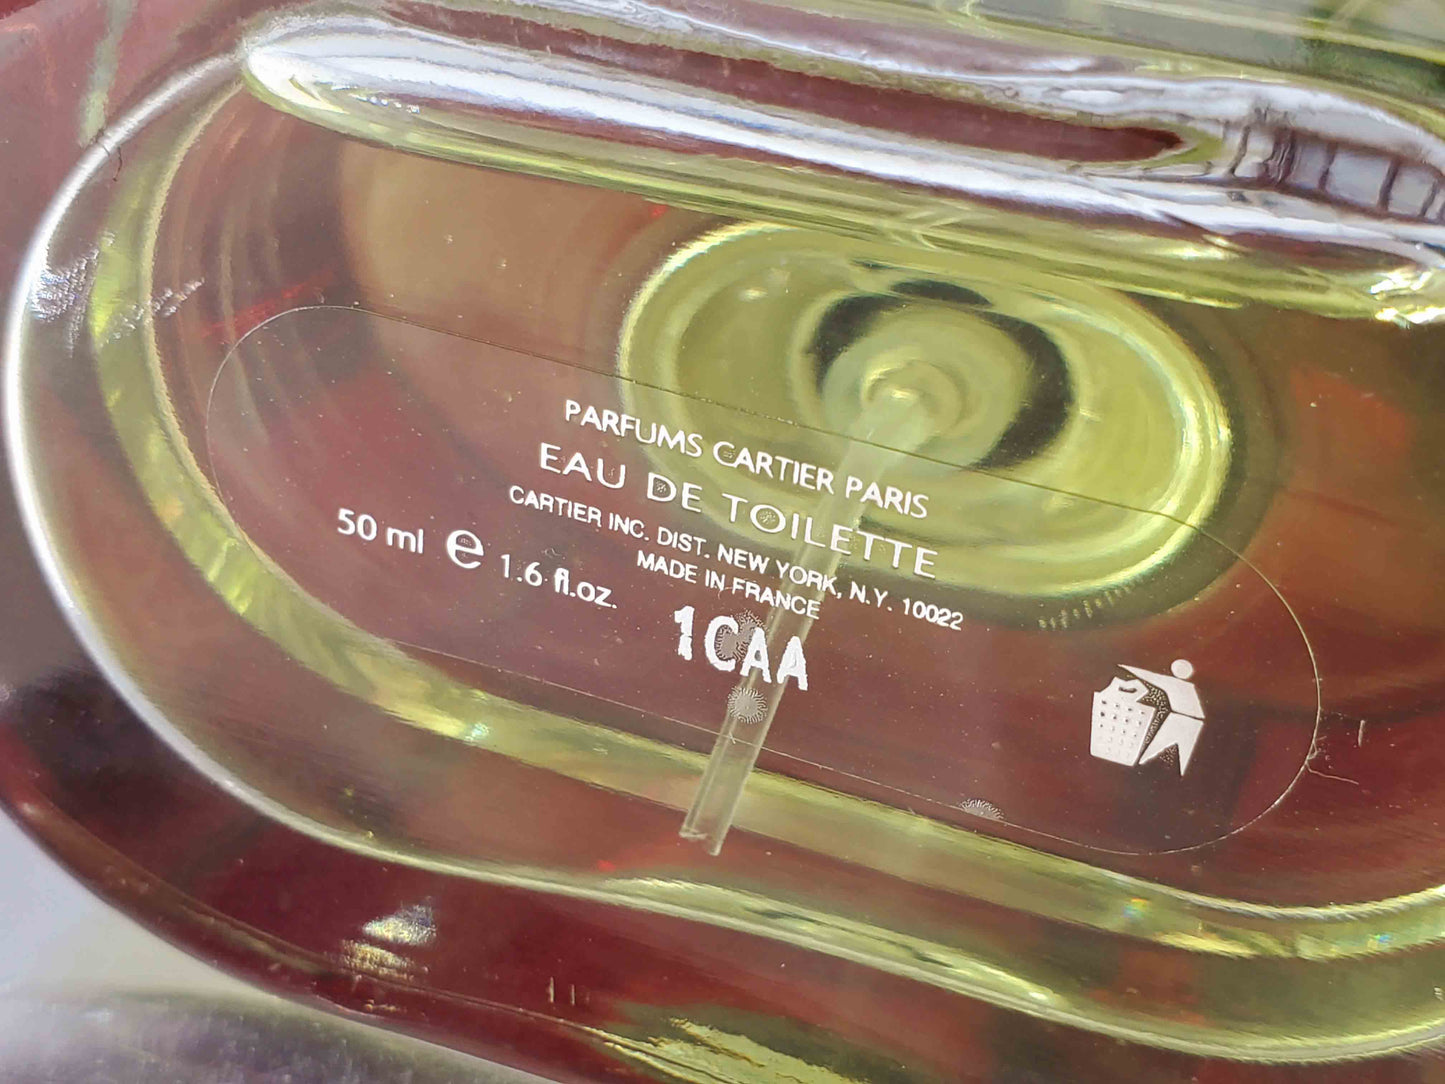 PARFUMS CARTIER PARIS
EAU DE TOILETTE
CARTIER INC. DIST. NEW YORK, N.Y. 10022
MADE IN FRANCE
50 ml ℮ 1.6 fl.oz.
1CAA